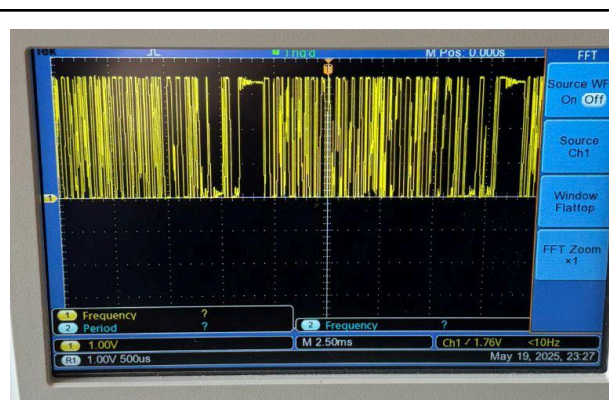 Tek Trig'd M Pos: 0.000s FFT
Source WF
On Off
Source
Ch1
Window
Flattop
FFT Zoom
×1
1
1 Frequency ?
2 Period ?
2 Frequency ?
1 1.00V M 2.50ms Ch1 1.76V <10Hz
R1 1.00V 500us May 19, 2025, 23:27